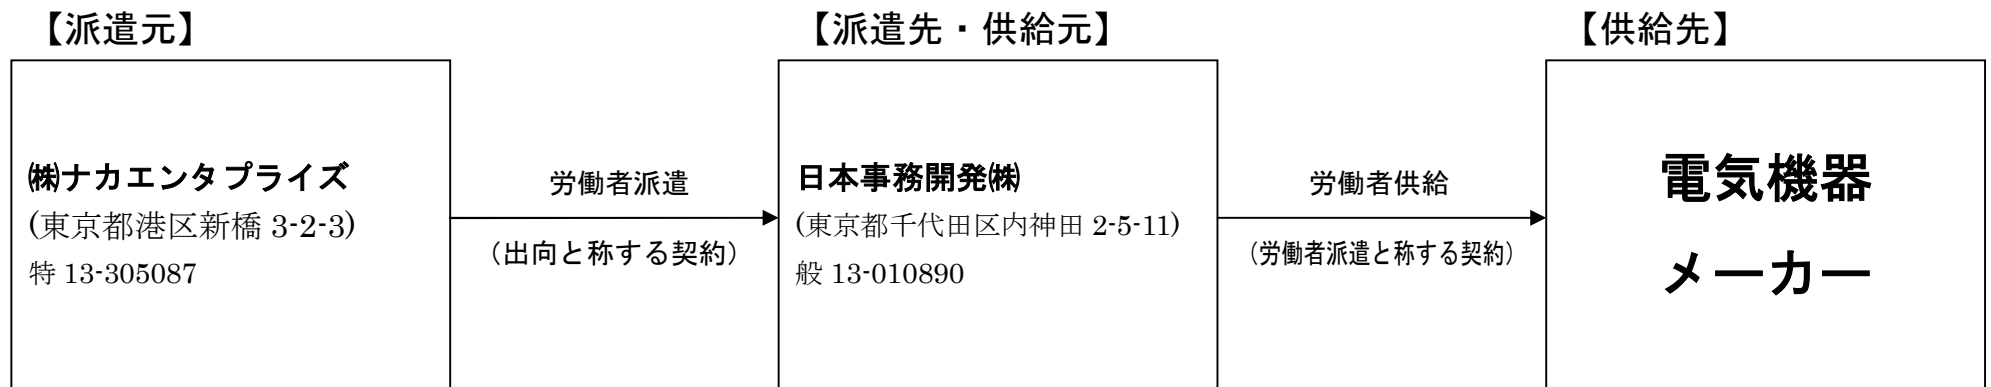 【派遣元】
【派遣先・供給元】
【供給先】
㈱ナカエンタプライズ
(東京都港区新橋 3-2-3)
特 13-305087
労働者派遣
（出向と称する契約）
日本事務開発㈱
(東京都千代田区内神田 2-5-11)
般 13-010890
労働者供給
（労働者派遣と称する契約）
電気機器
メーカー